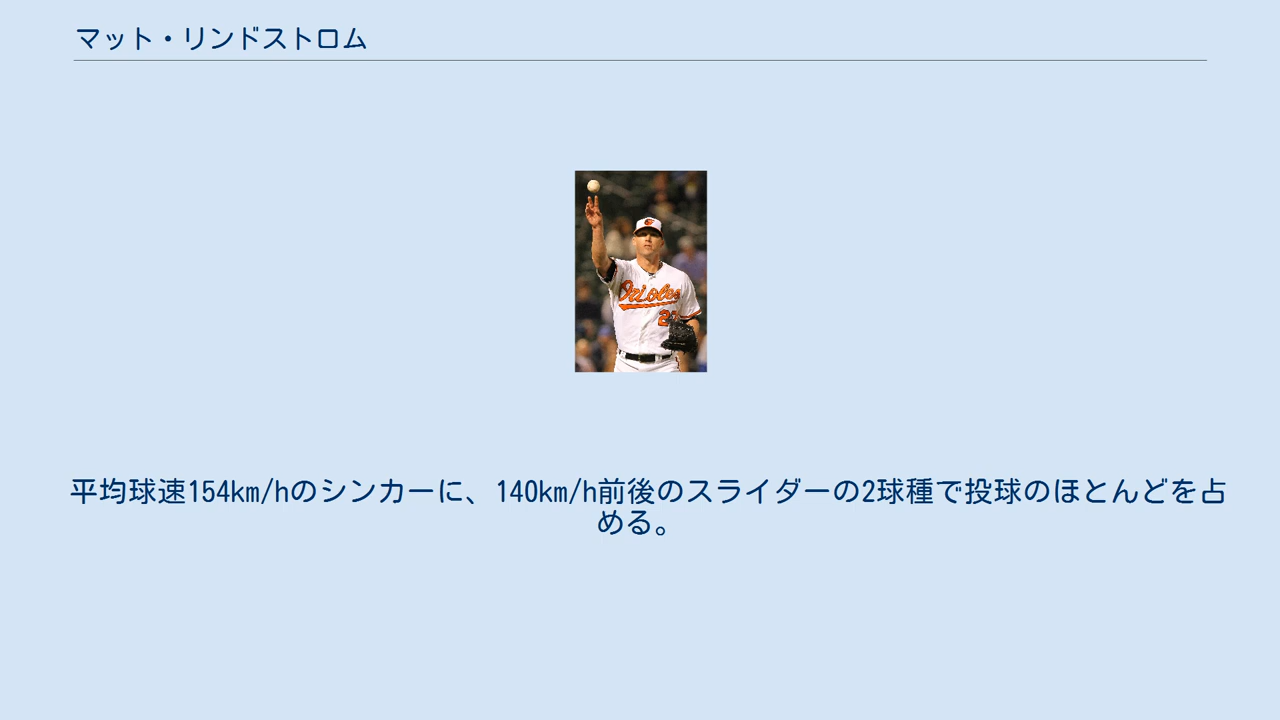 マット・リンドストロム
Orioles
平均球速154km/hのシンカーに、140km/h前後のスライダーの2球種で投球のほとんどを占
める。